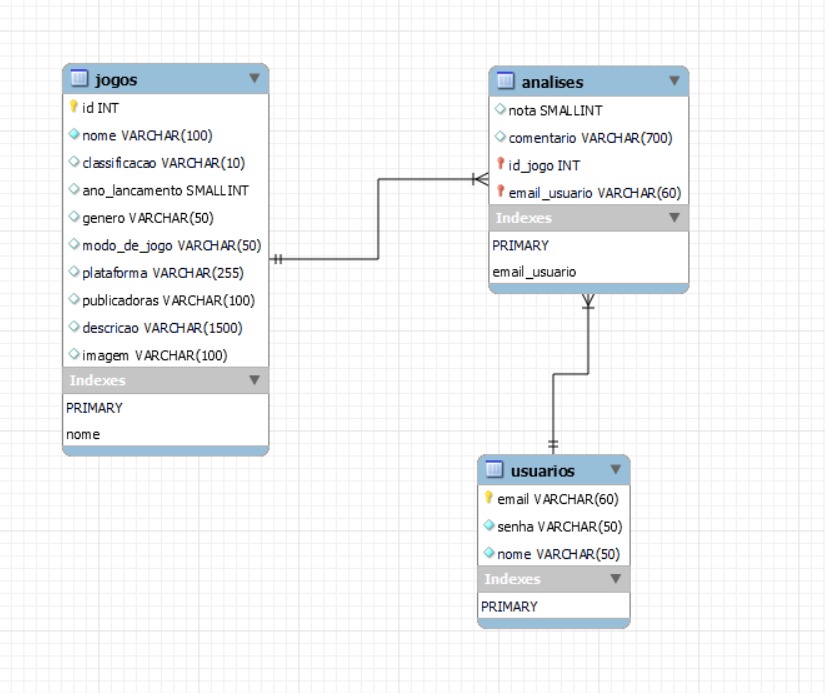 jogos
id INT
nome VARCHAR(100)
classificacao VARCHAR(10)
ano_lancamento SMALLINT
genero VARCHAR(50)
modo_de_jogo VARCHAR(50)
plataforma VARCHAR(255)
publicadoras VARCHAR(100)
descricao VARCHAR(1500)
imagem VARCHAR(100)
Indexes
PRIMARY
nome
analises
nota SMALLINT
comentario VARCHAR(700)
id_jogo INT
email_usuario VARCHAR(60)
Indexes
PRIMARY
email_usuario
usuarios
email VARCHAR(60)
senha VARCHAR(50)
nome VARCHAR(50)
Indexes
PRIMARY